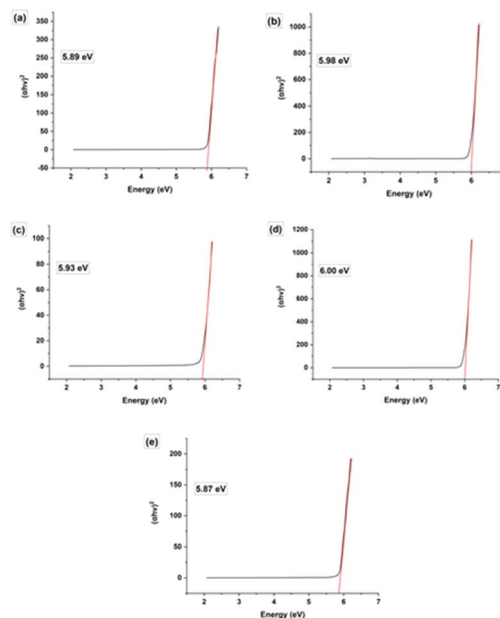 (a)
5.89 eV
(αhν)²
350
300
250
200
150
100
50
0
-50
2 3 4 5 6 7
Energy (eV)
(b)
5.98 eV
(αhν)²
1000
800
600
400
200
0
2 3 4 5 6 7
Energy (eV)
(c)
5.93 eV
(αhν)²
100
80
60
40
20
0
2 3 4 5 6 7
Energy (eV)
(d)
6.00 eV
(αhν)²
1200
1000
800
600
400
200
0
2 3 4 5 6 7
Energy (eV)
(e)
5.87 eV
(αhν)²
200
150
100
50
0
2 3 4 5 6 7
Energy (eV)